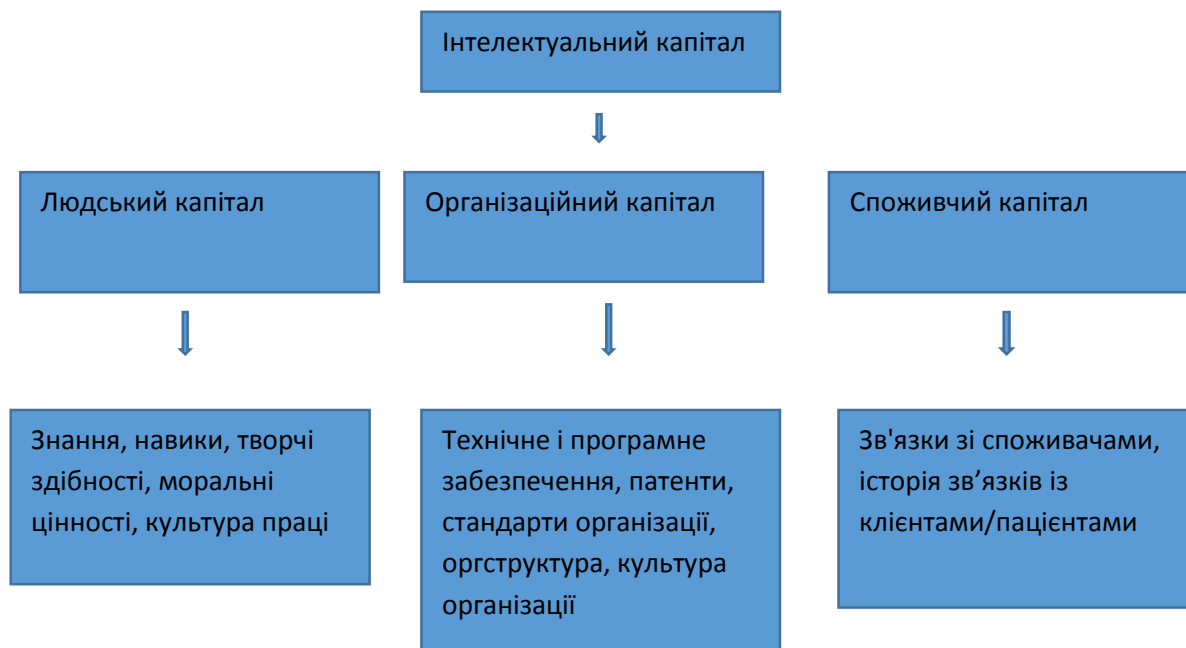 Інтелектуальний капітал
Людський капітал
Організаційний капітал
Споживчий капітал
Знання, навики, творчі
здібності, моральні
цінності, культура праці
Технічне і програмне
забезпечення, патенти,
стандарти організації,
оргструктура, культура
організації
Зв'язки зі споживачами,
історія зв’язків із
клієнтами/пацієнтами